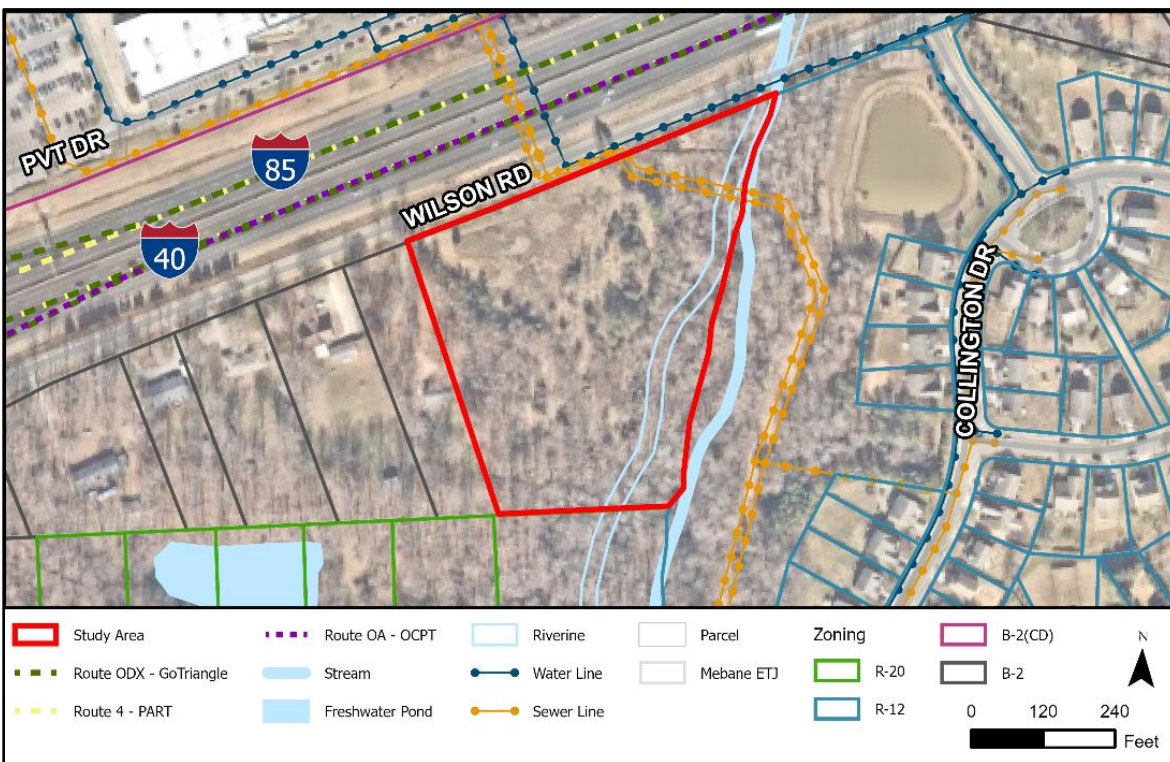 PVT DR
85
40
WILSON RD
COLLINGTON DR
Study Area
Route OA - OCPT
Riverine
Parcel
Zoning
B-2(CD)
N
Route ODX - GoTriangle
Stream
Water Line
Mebane ETJ
R-20
B-2
Route 4 - PART
Freshwater Pond
Sewer Line
R-12
0 120 240
Feet